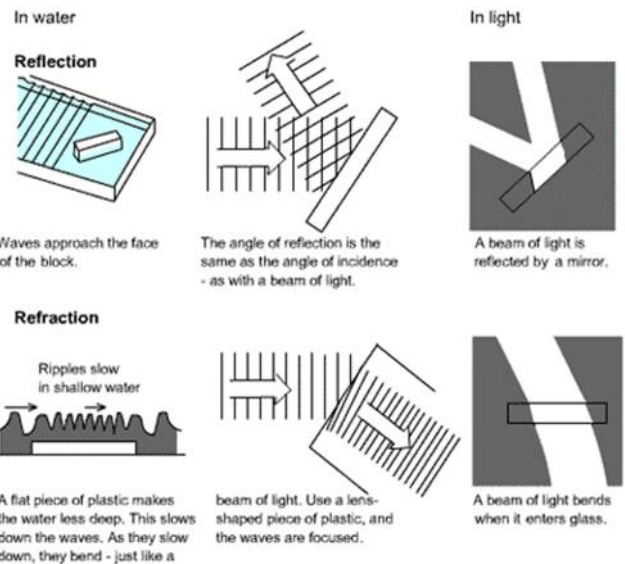 In water
In light
Reflection
Waves approach the face
of the block.
The angle of reflection is the
same as the angle of incidence
- as with a beam of light.
A beam of light is
reflected by a mirror.
Refraction
Ripples slow
in shallow water
A flat piece of plastic makes
the water less deep. This slows
down the waves. As they slow
down, they bend - just like a
beam of light. Use a lens-
shaped piece of plastic, and
the waves are focused.
A beam of light bends
when it enters glass.